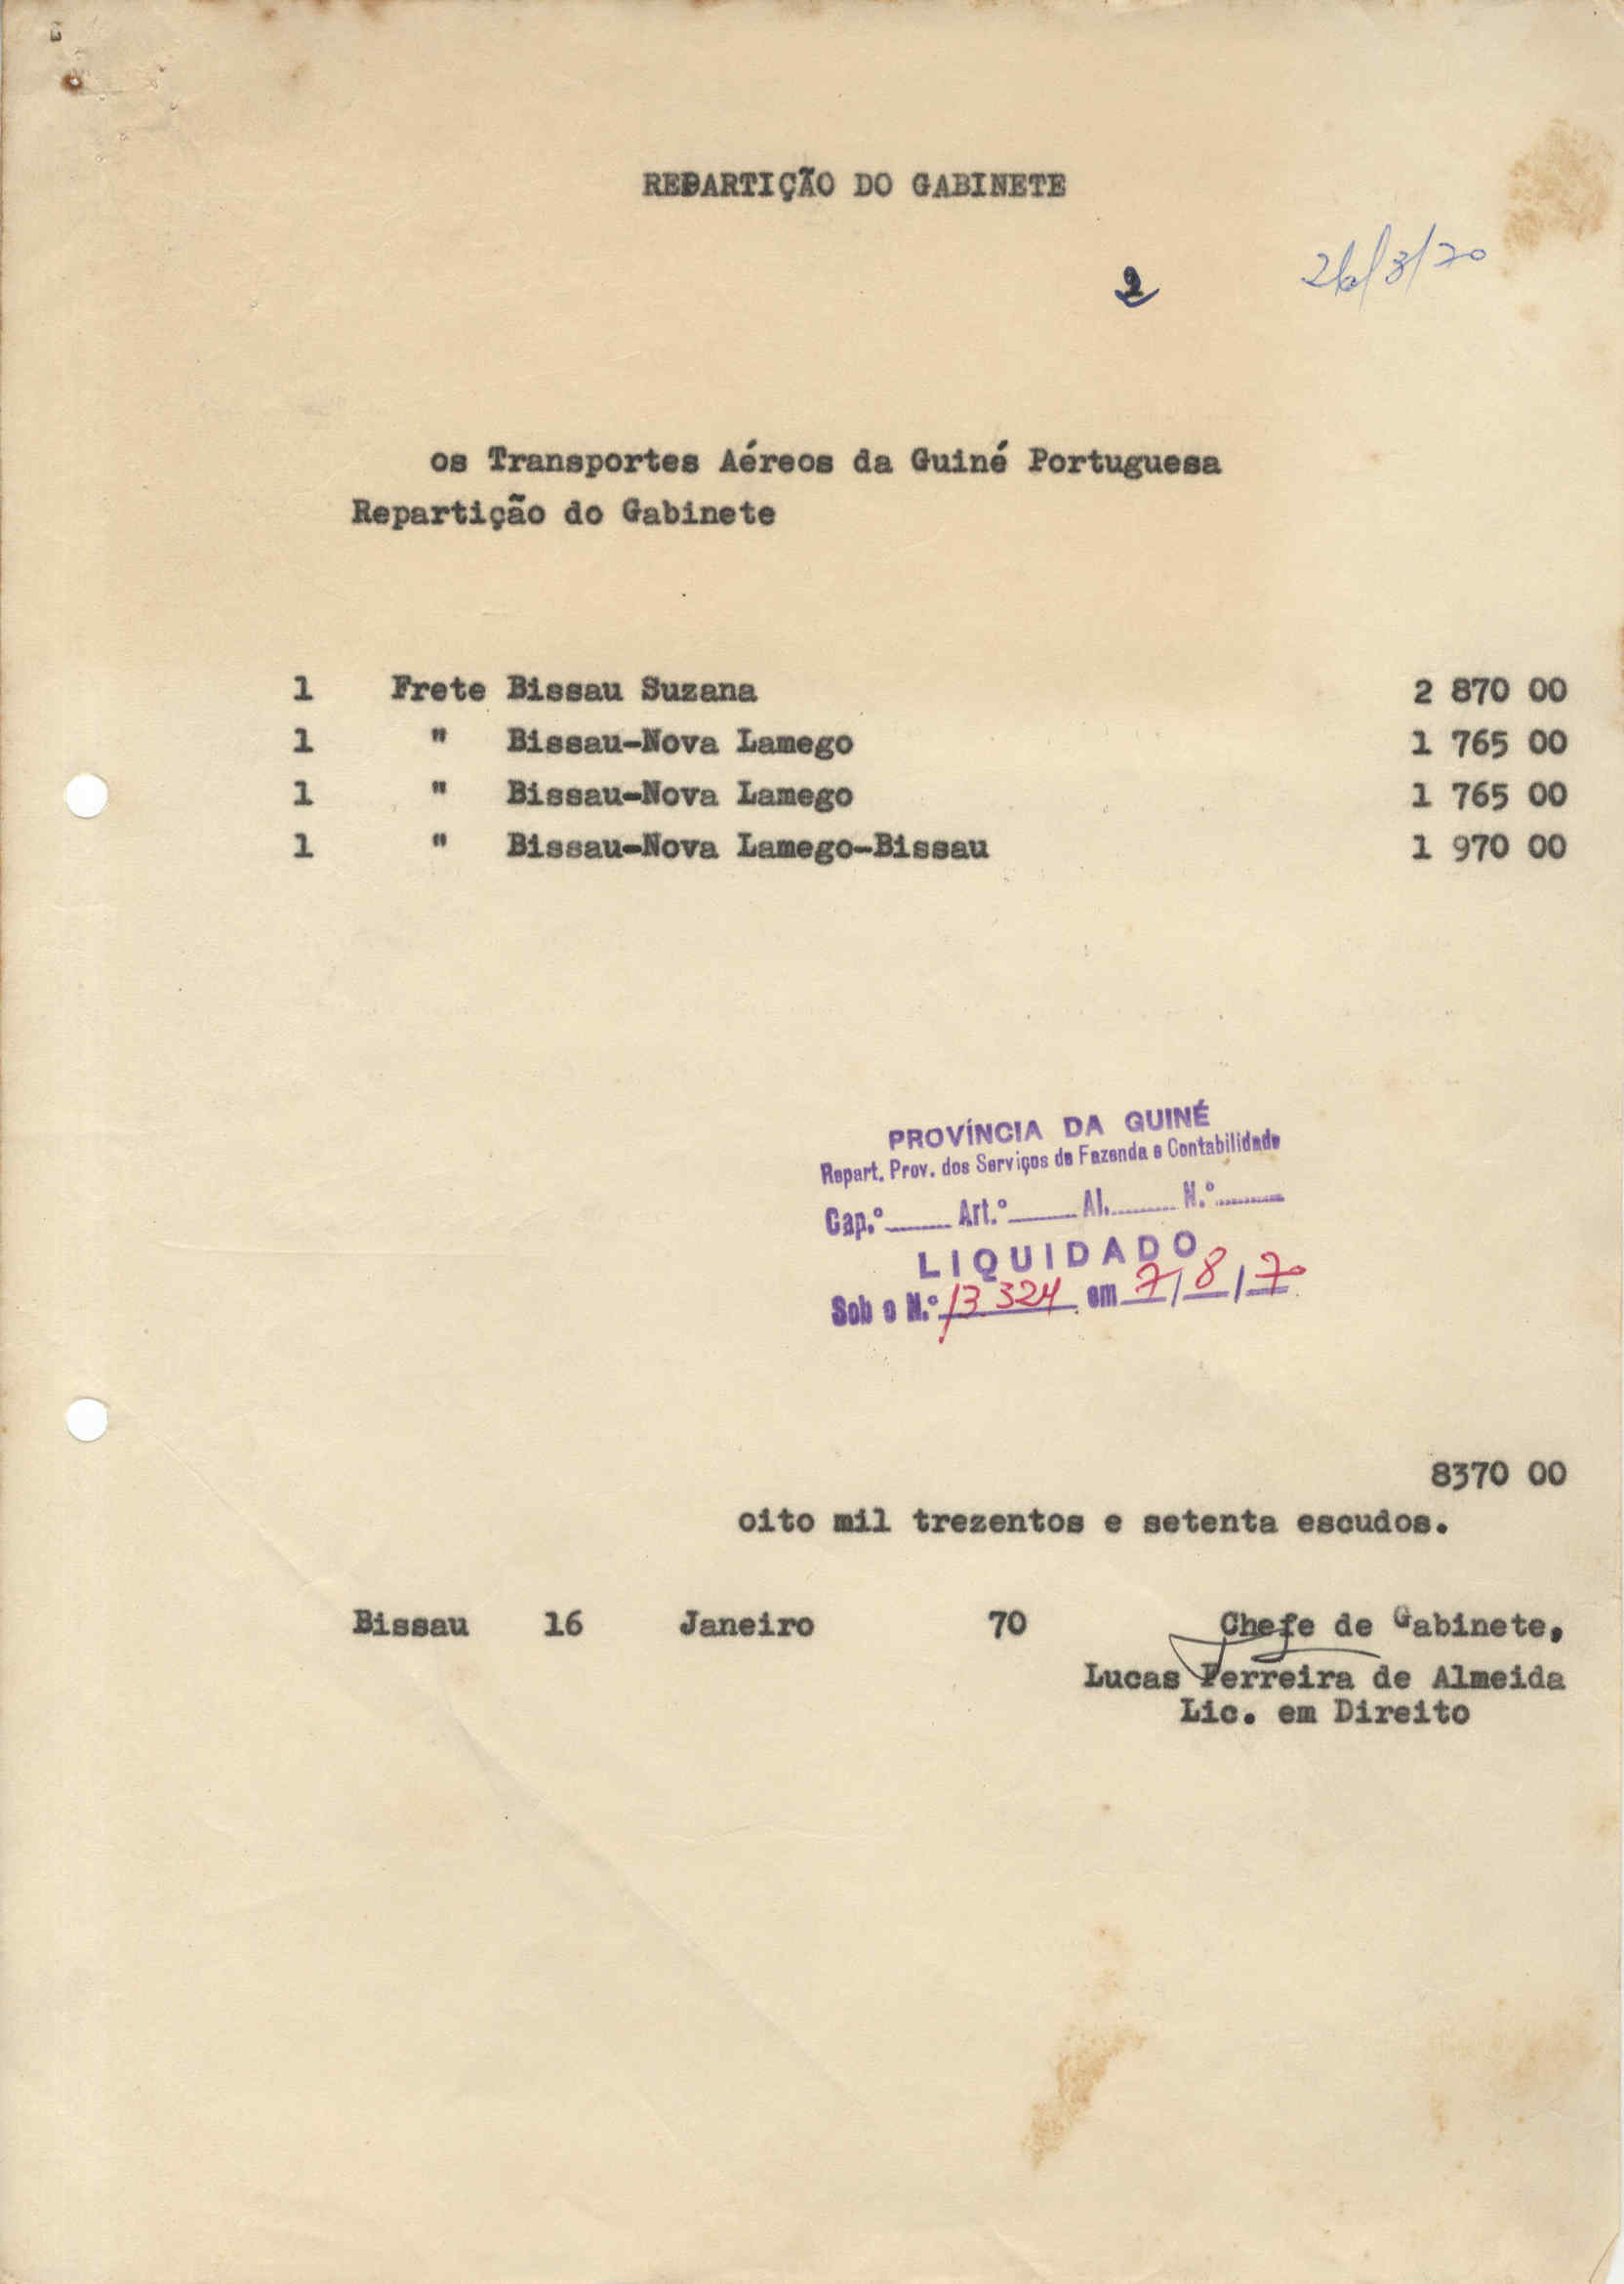 REPARTIÇÃO DO GABINETE
2
26/3/70
os Transportes Aéreos da Guiné Portuguesa
Repartição do Gabinete
1 Frete Bissau Suzana 2 870 00
1 " Bissau-Nova Lamego 1 765 00
1 " Bissau-Nova Lamego 1 765 00
1 " Bissau-Nova Lamego-Bissau 1 970 00
PROVÍNCIA DA GUINÉ
Repart. Prov. dos Serviços de Fazenda e Contabilidade
Cap.º Art.º Al. N.º
LIQUIDADO
Sob o N.º 13324 em 7/8/70
8370 00
oito mil trezentos e setenta escudos.
Bissau 16 Janeiro 70 Chefe de Gabinete,
Lucas Ferreira de Almeida
Lic. em Direito